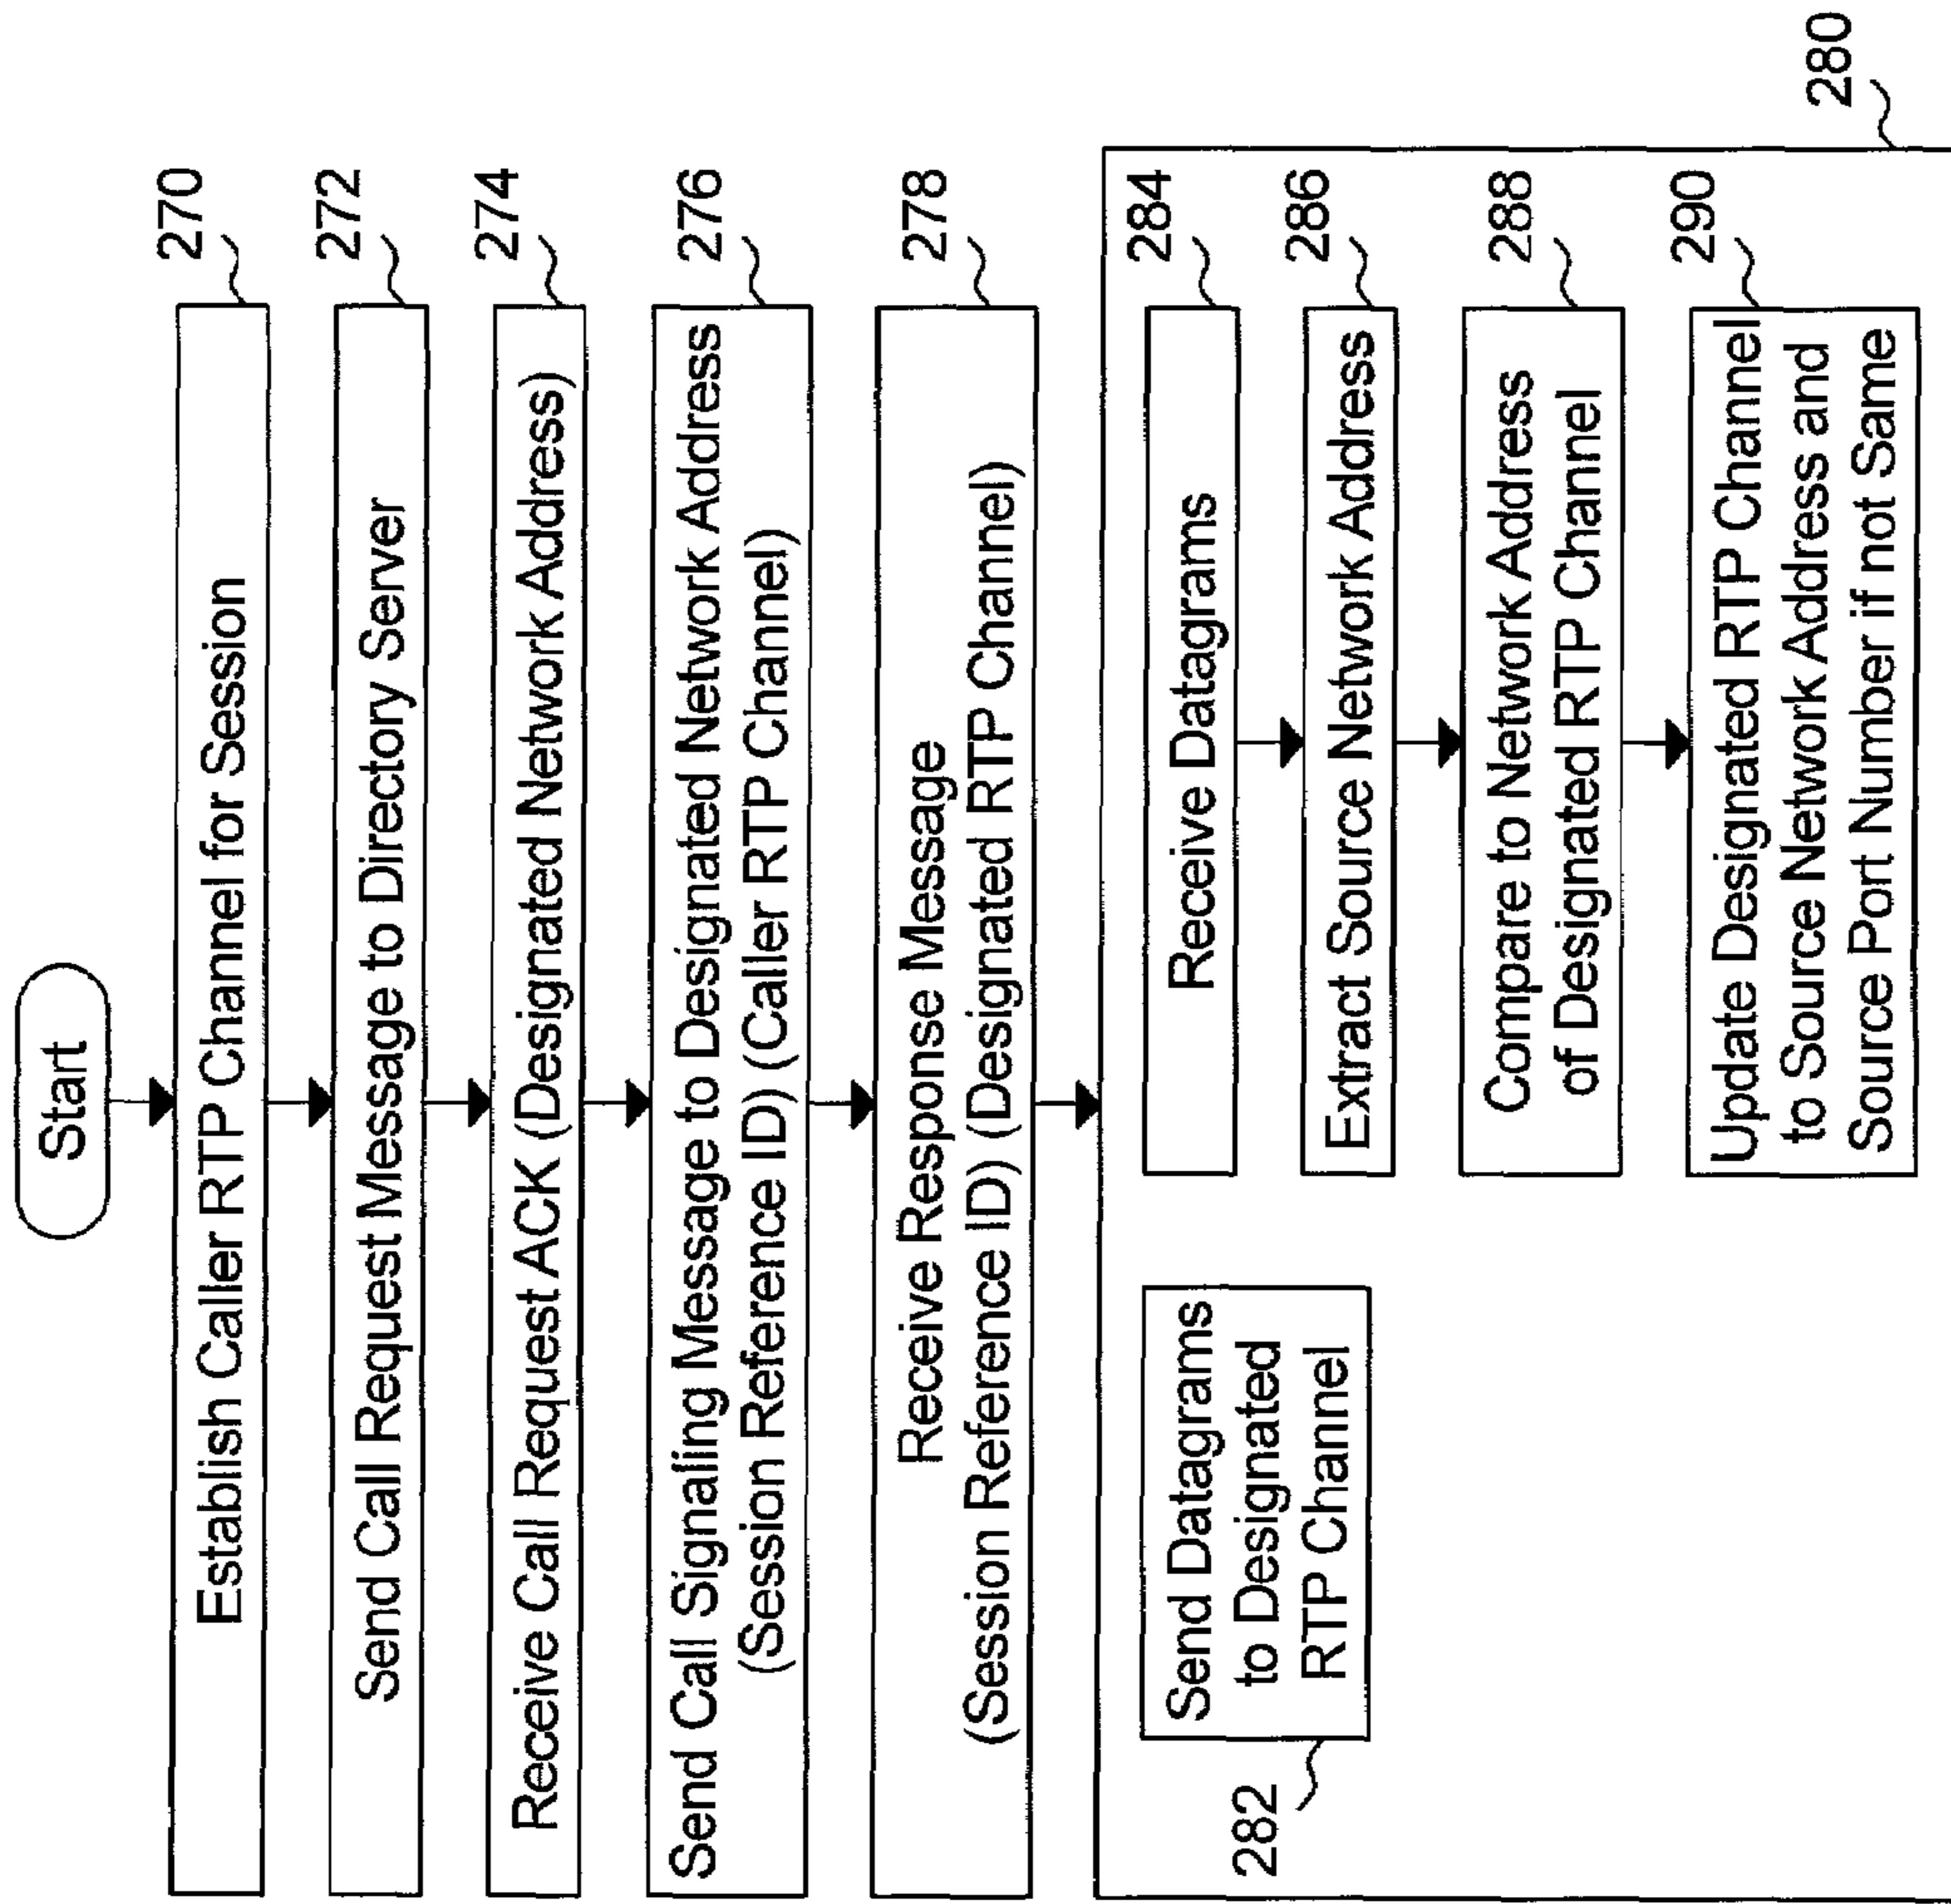 Start
270
Establish Caller RTP Channel for Session
272
Send Call Request Message to Directory Server
274
Receive Call Request ACK (Designated Network Address)
276
Send Call Signaling Message to Designated Network Address
(Session Reference ID) (Caller RTP Channel)
278
Receive Response Message
(Session Reference ID) (Designated RTP Channel)
280
282
Send Datagrams
to Designated
RTP Channel
284
Receive Datagrams
286
Extract Source Network Address
288
Compare to Network Address
of Designated RTP Channel
290
Update Designated RTP Channel
to Source Network Address and
Source Port Number if not Same